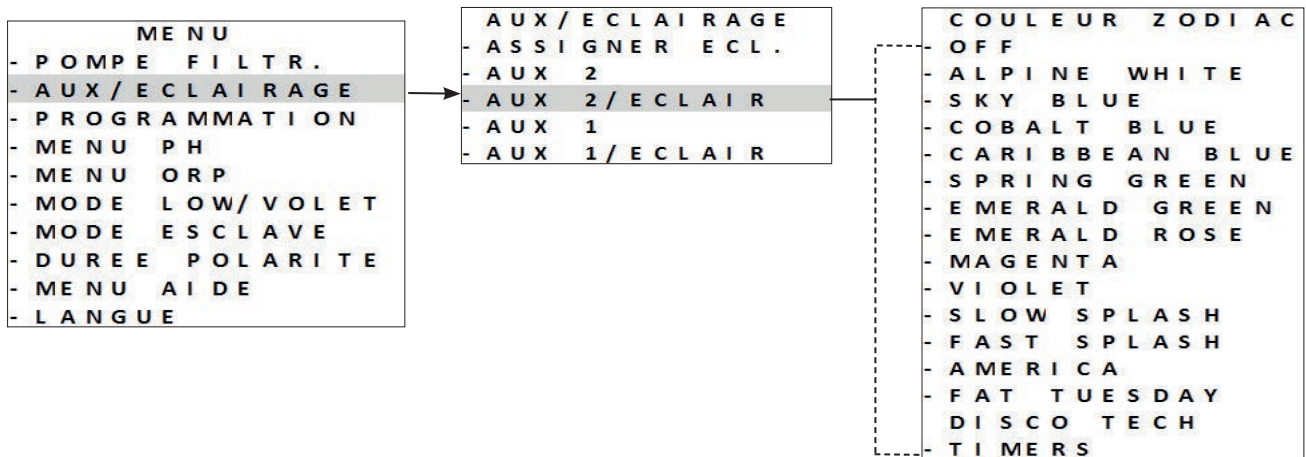 MENU
- POMPE FILTR.
- AUX/ECLAIRAGE
- PROGRAMMATION
- MENU PH
- MENU ORP
- MODE LOW/VOLET
- MODE ESCLAVE
- DUREE POLARITE
- MENU AIDE
- LANGUE
AUX/ECLAIRAGE
- ASSIGNER ECL.
- AUX 2
- AUX 2/ECLAIR
- AUX 1
- AUX 1/ECLAIR
COULEUR ZODIAC
- OFF
- ALPINE WHITE
- SKY BLUE
- COBALT BLUE
- CARIBBEAN BLUE
- SPRING GREEN
- EMERALD GREEN
- EMERALD ROSE
- MAGENTA
- VIOLET
- SLOW SPLASH
- FAST SPLASH
- AMERICA
- FAT TUESDAY
DISCO TECH
- TIMERS